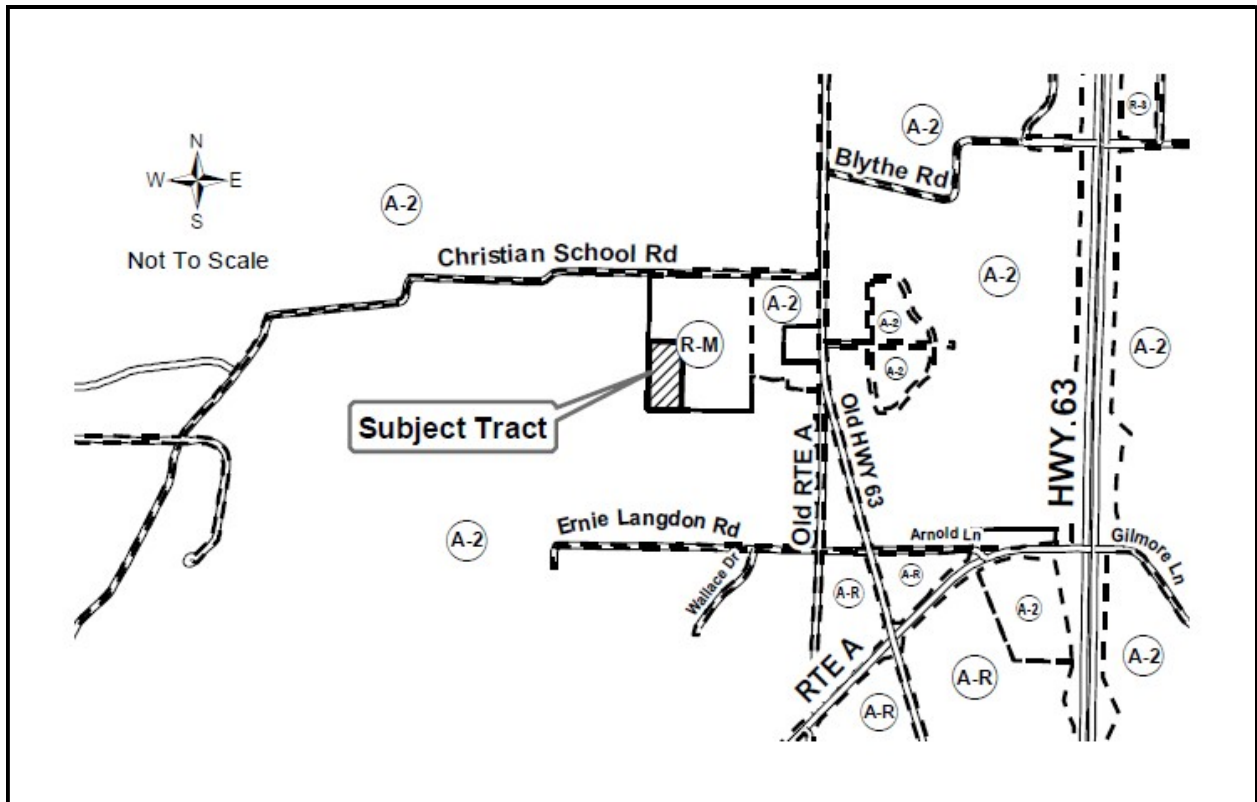 N
W E
S
Not To Scale
A-2
Christian School Rd
A-2
Blythe Rd
R-S
A-2
A-2
R-M
A-2
A-2
A-2
Subject Tract
Old RTE A
Old HWY 63
HWY. 63
A-2
Ernie Langdon Rd
Wallace Dr
Arnold Ln
Gilmore Ln
A-R
A-R
A-2
RTE A
A-R
A-R
A-2